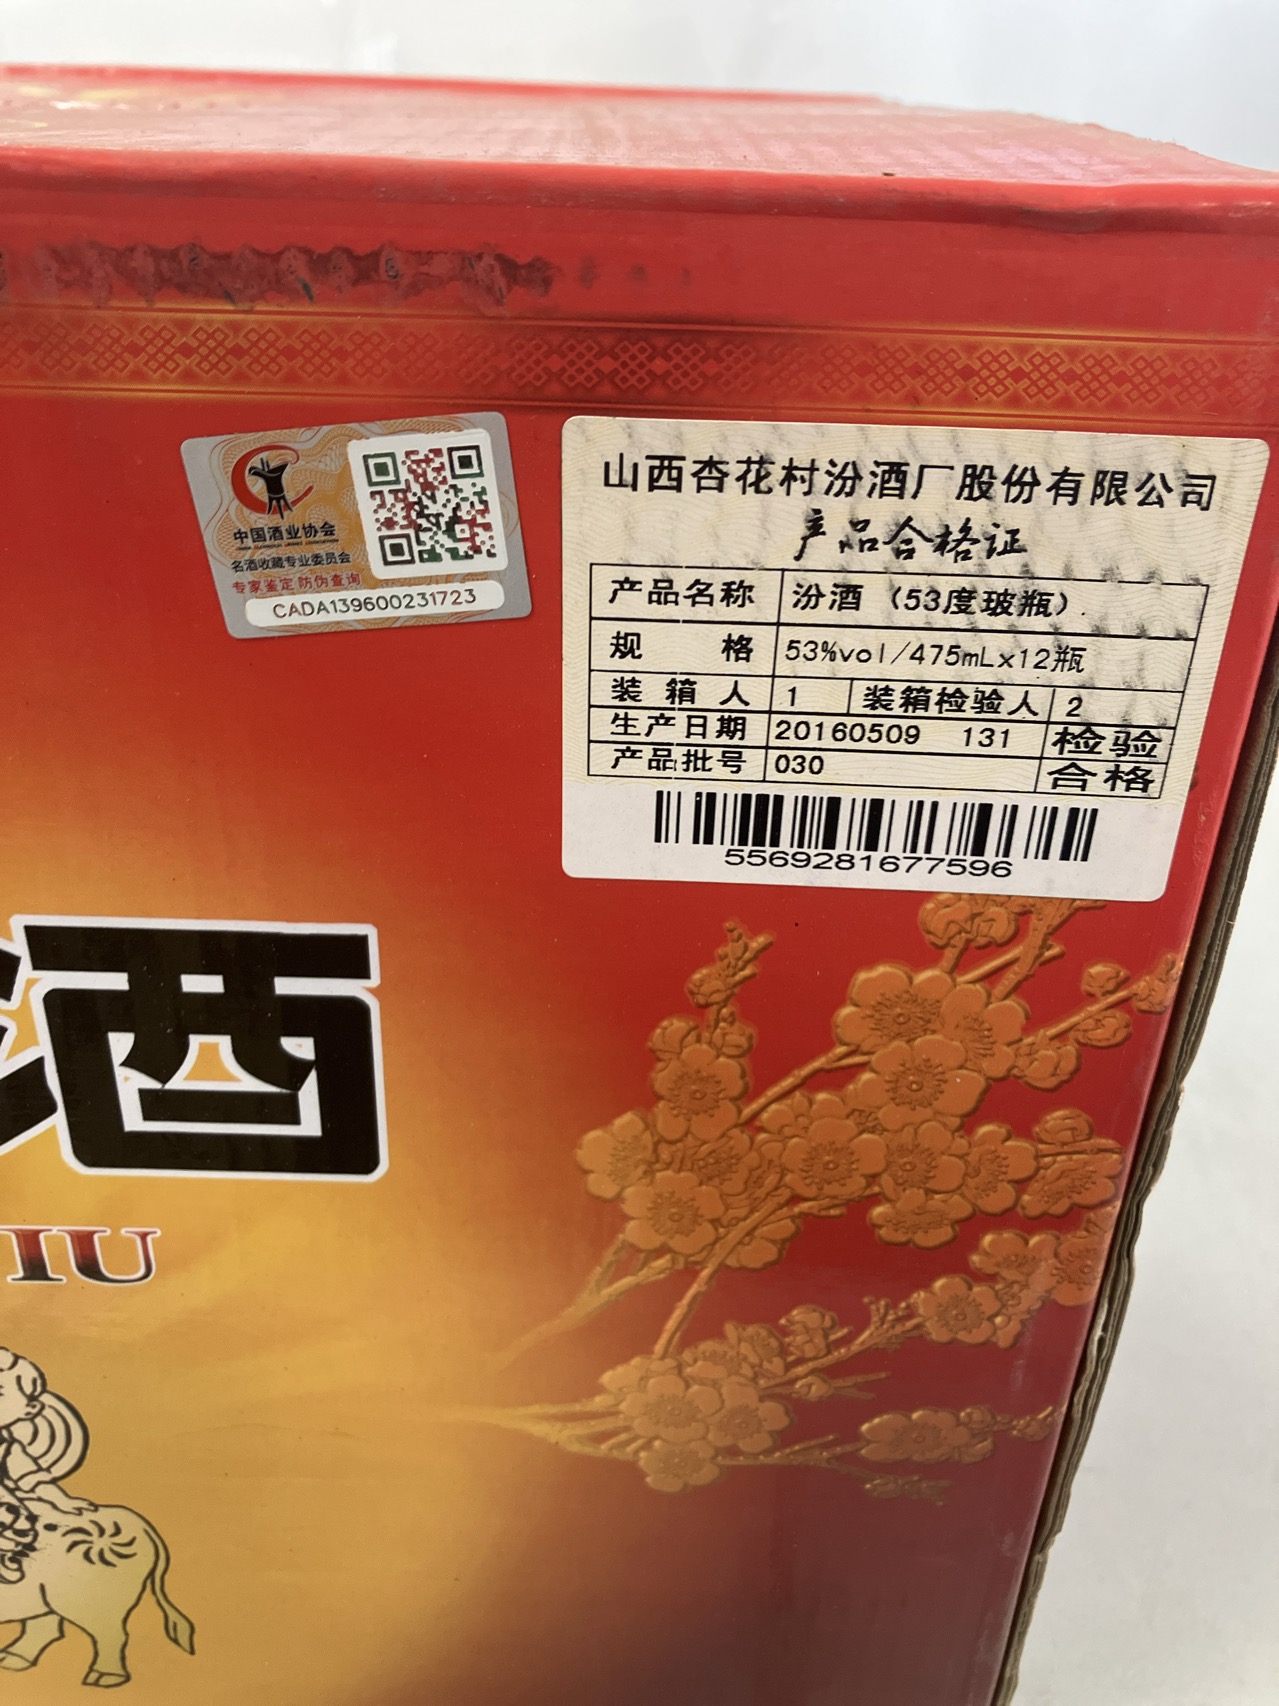 中国酒业协会
CHINA ALCOHOLIC DRINKS ASSOCIATION
名酒收藏专业委员会
专家鉴定 防伪查询
CADA139600231723
山西杏花村汾酒厂股份有限公司
产品合格证
产品名称 汾酒（53度玻瓶）
规格 53%vol/475mLx12瓶
装箱人 1 装箱检验人 2
生产日期 20160509 131 检验
产品批号 030 合格
5569281677596
酒
IU